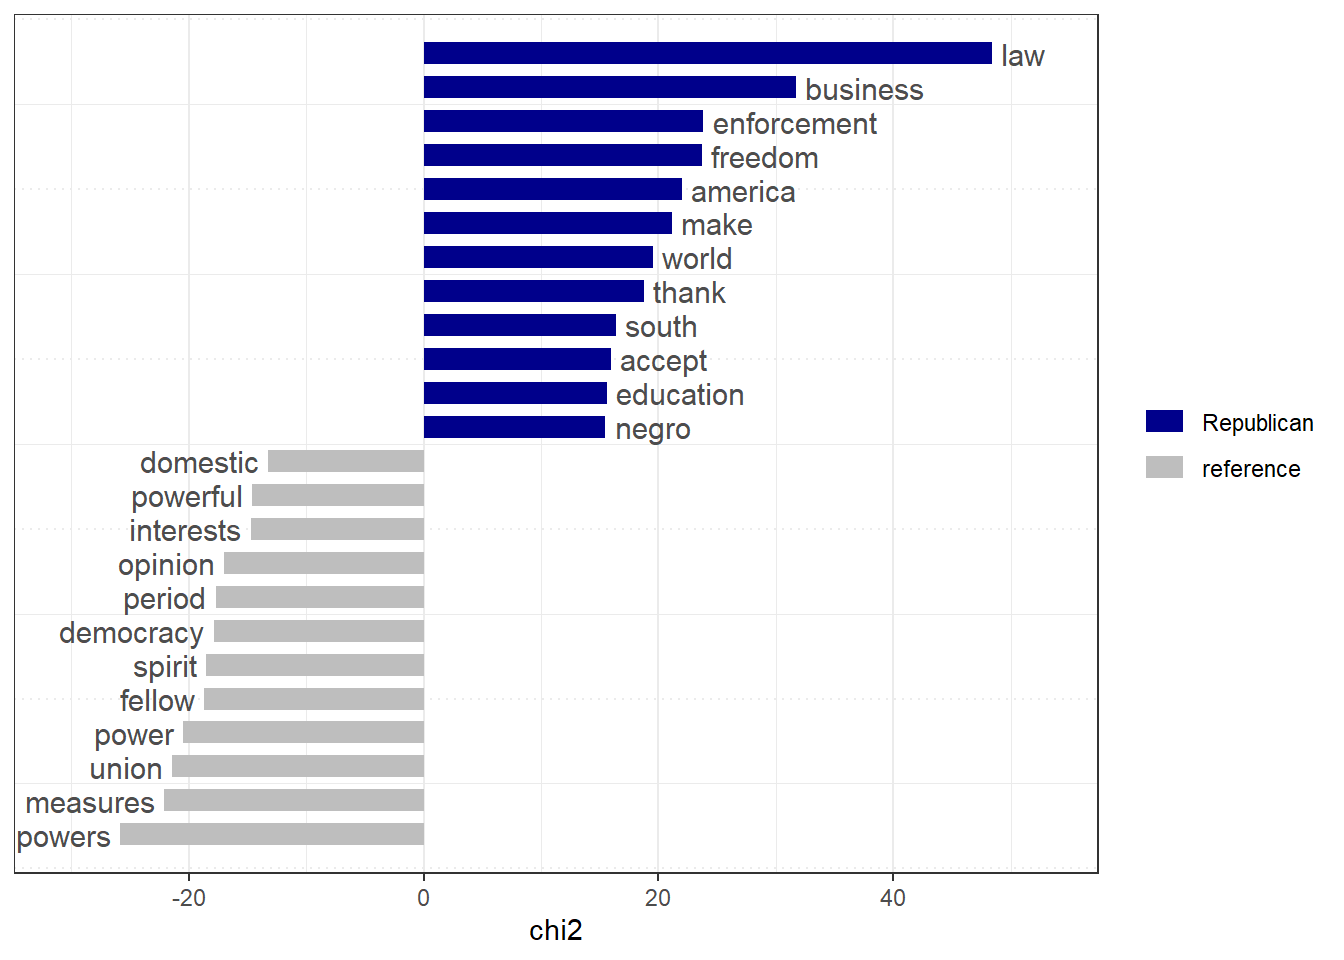 law
business
enforcement
freedom
america
make
world
thank
south
accept
education
negro
domestic
powerful
interests
opinion
period
democracy
spirit
fellow
power
union
measures
powers
-20 0 20 40
chi2
Republican
reference